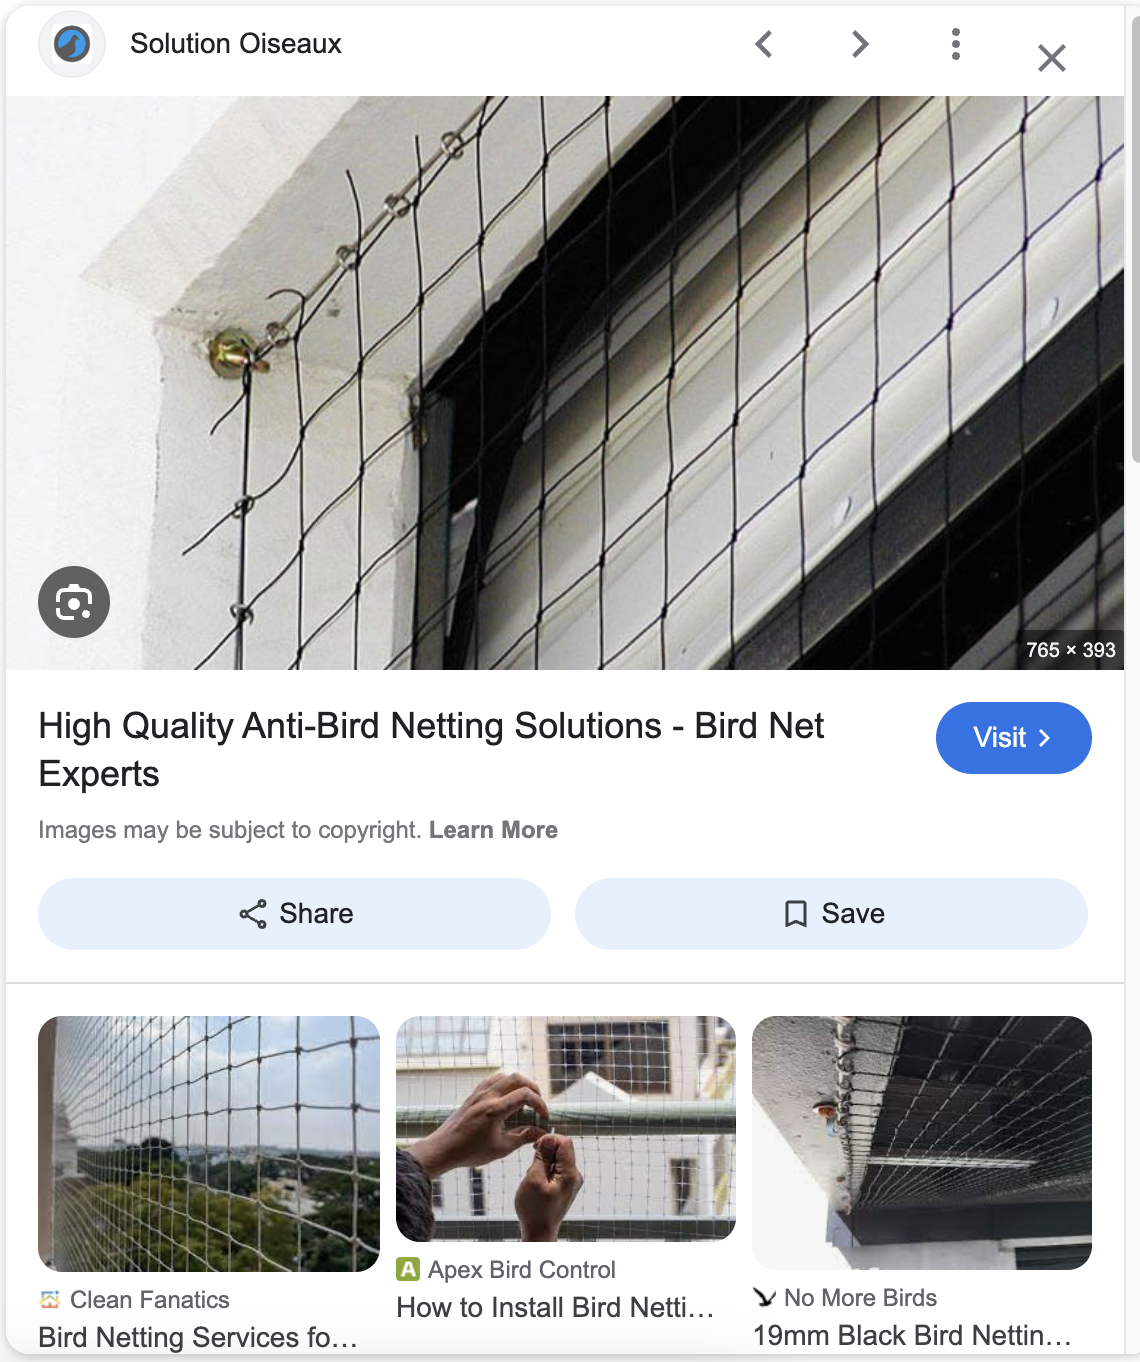 Solution Oiseaux
765 × 393
High Quality Anti-Bird Netting Solutions - Bird Net
Experts
Visit
Images may be subject to copyright. Learn More
Share
Save
Clean Fanatics
Bird Netting Services fo...
A Apex Bird Control
How to Install Bird Netti...
No More Birds
19mm Black Bird Nettin...